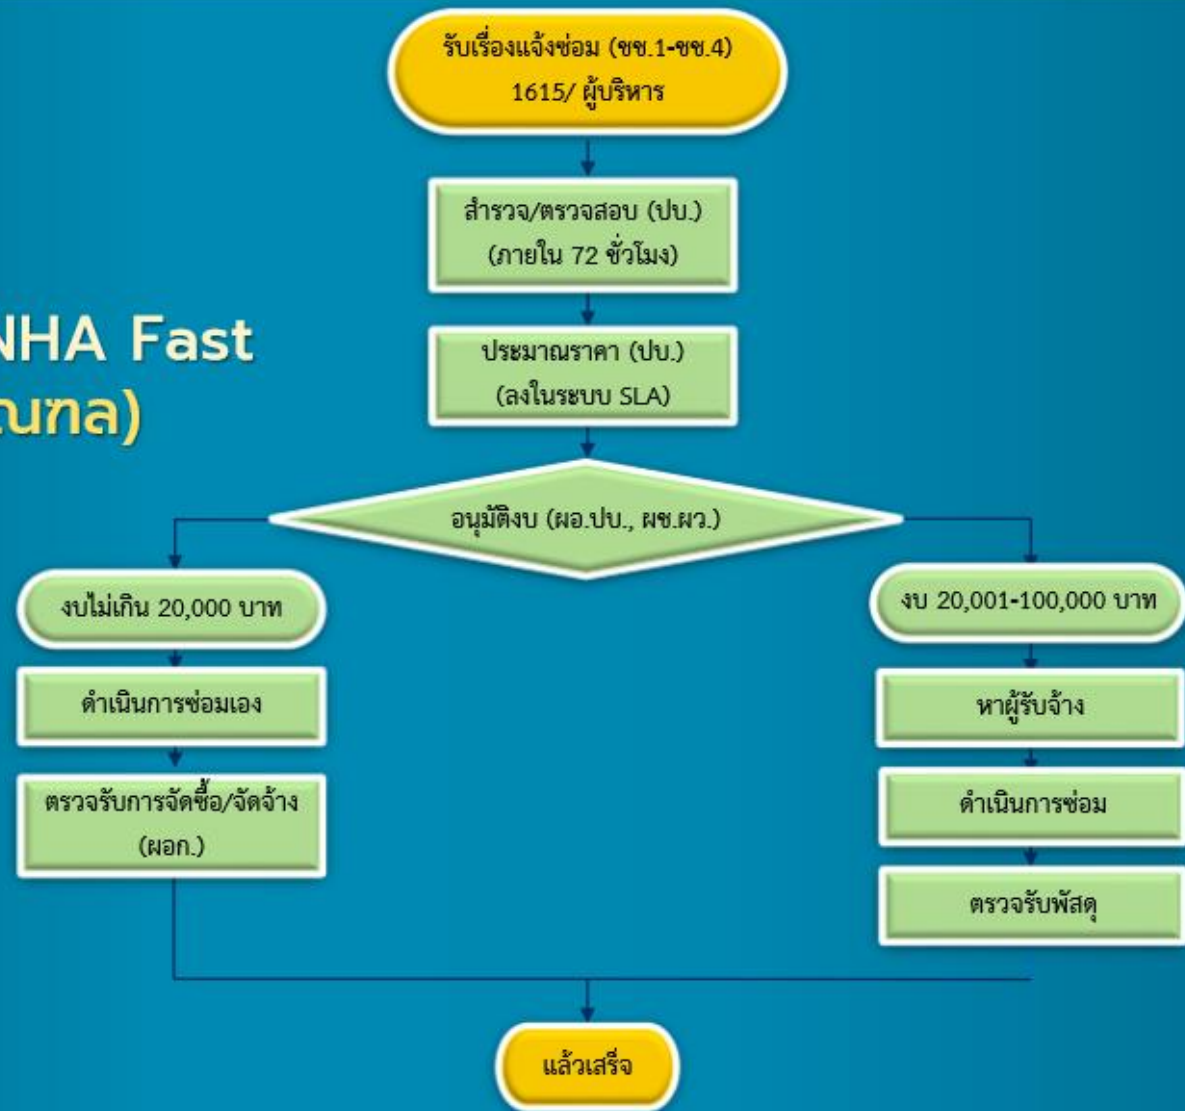 รับเรื่องแจ้งซ่อม (ชช.1-ชช.4)
1615/ ผู้บริหาร
สำรวจ/ตรวจสอบ (ปบ.)
(ภายใน 72 ชั่วโมง)
NHA Fast
ณฑล)
ประมาณราคา (ปบ.)
(ลงในระบบ SLA)
อนุมัติงบ (ผอ.ปบ., ผช.ผว.)
งบไม่เกิน 20,000 บาท
ดำเนินการซ่อมเอง
ตรวจรับการจัดซื้อ/จัดจ้าง
(ผอก.)
งบ 20,001-100,000 บาท
หาผู้รับจ้าง
ดำเนินการซ่อม
ตรวจรับพัสดุ
แล้วเสร็จ